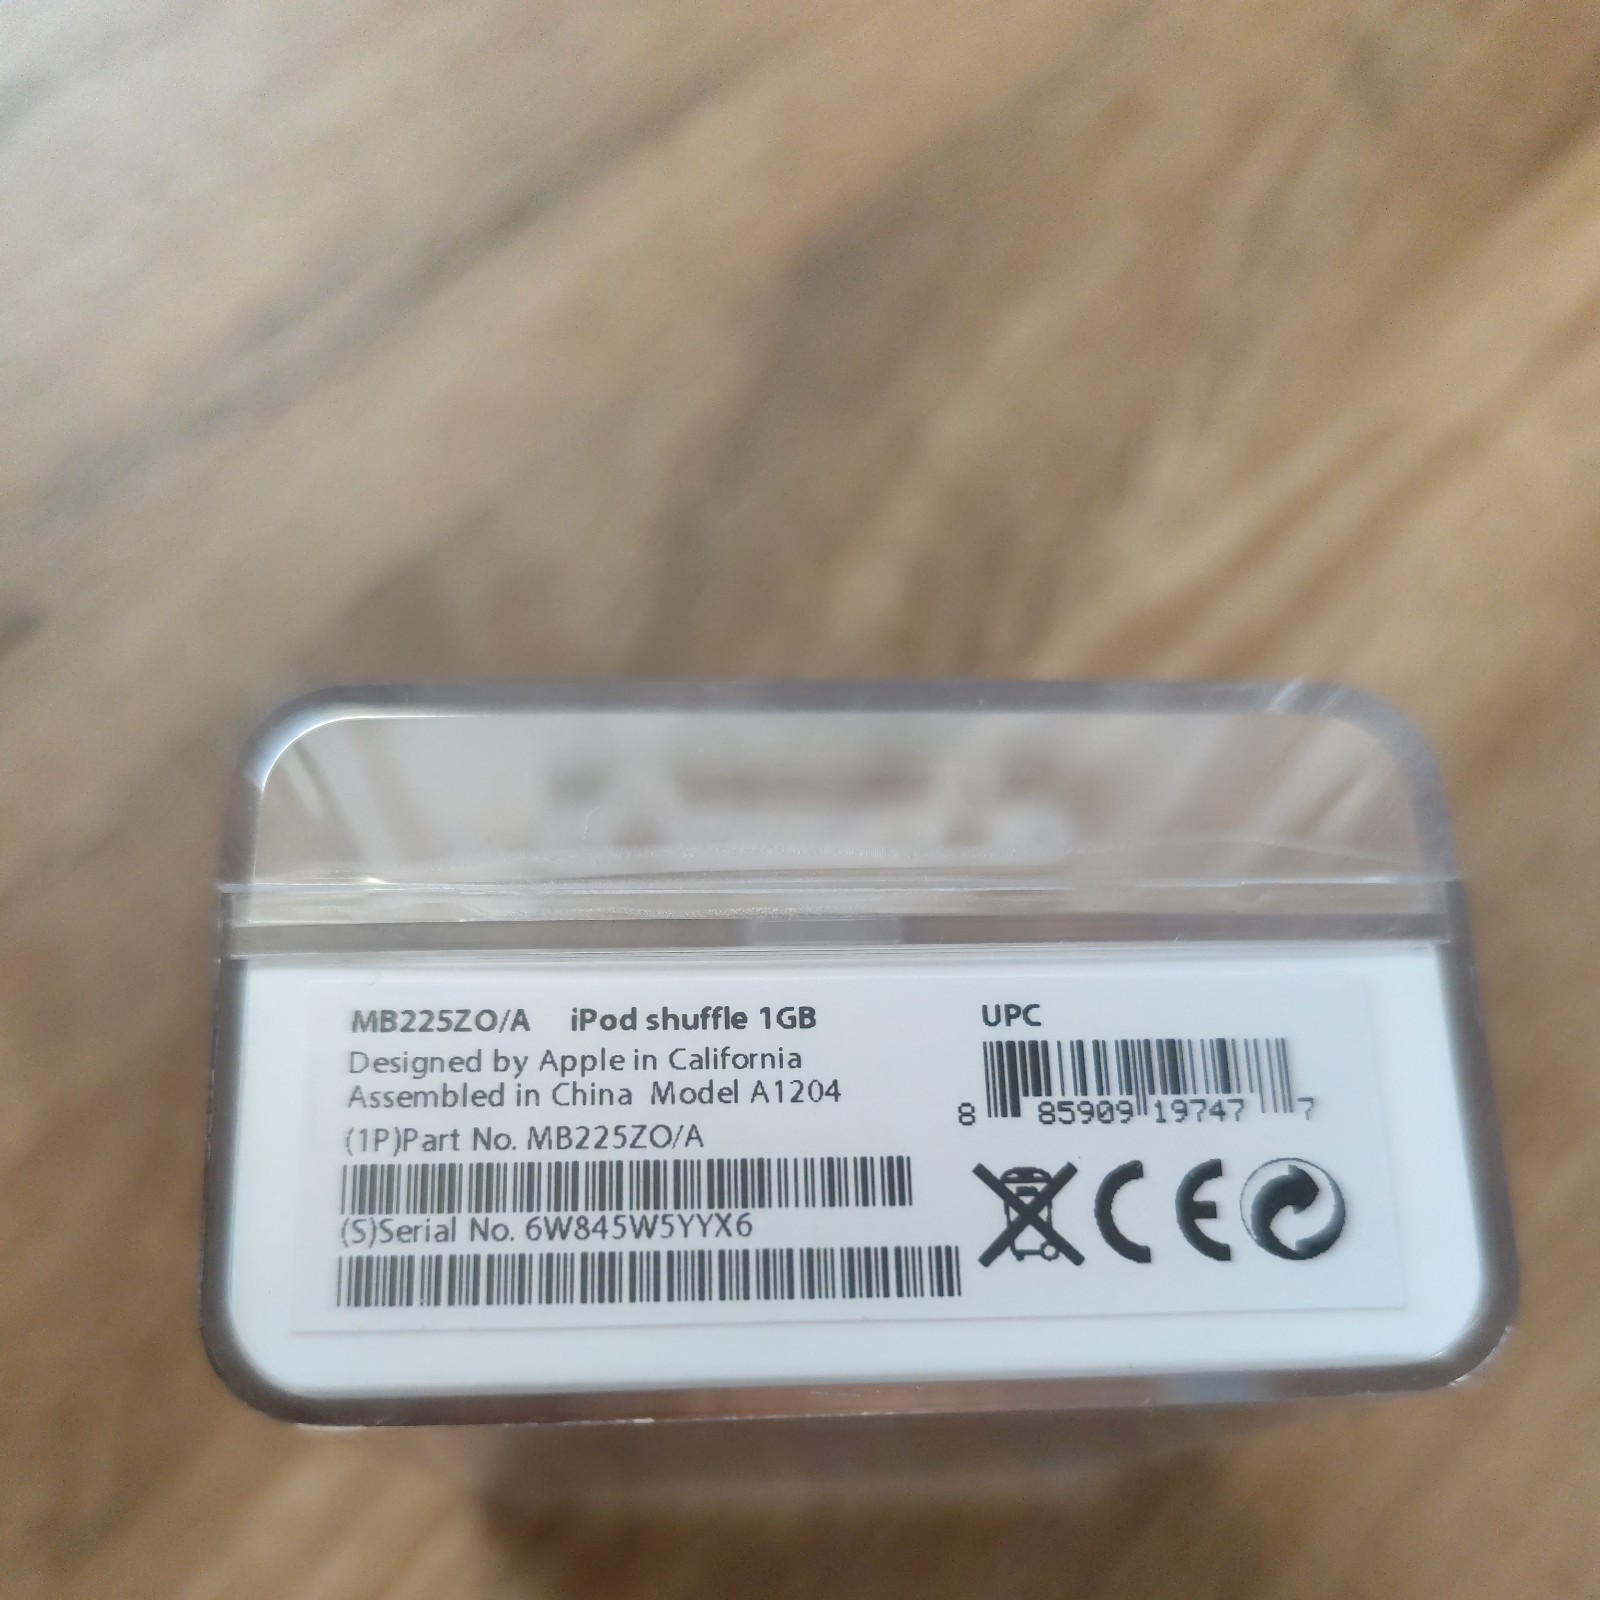 MB225ZO/A iPod shuffle 1GB
Designed by Apple in California
Assembled in China Model A1204
(1P)Part No. MB225ZO/A
(S)Serial No. 6W845W5YYX6
UPC
8 85909 19747 7
CE